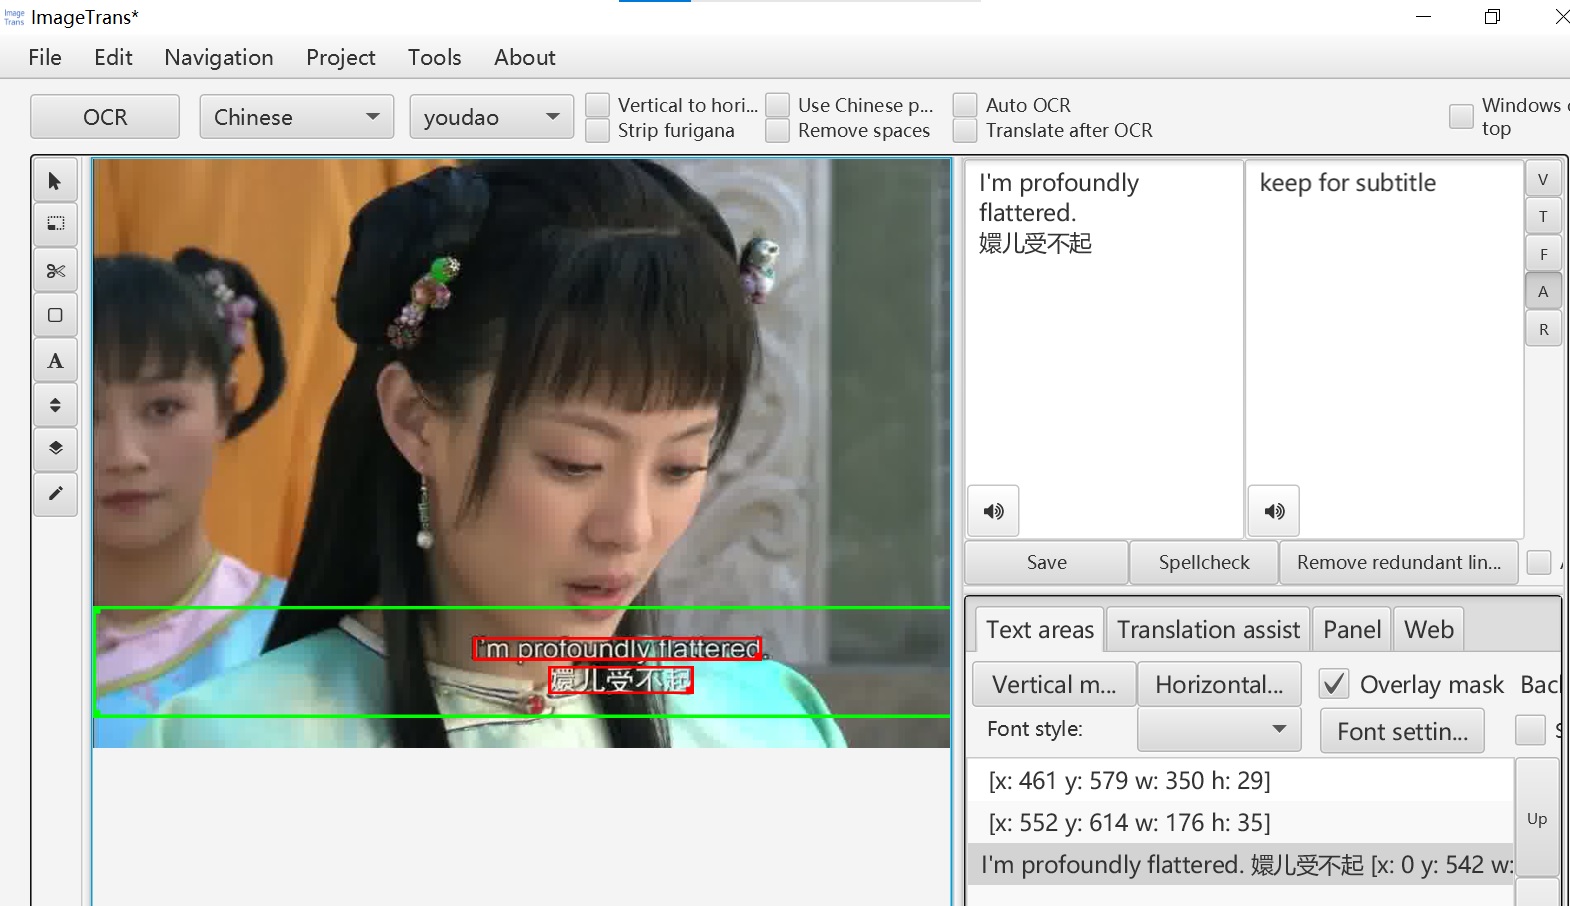 Image Trans
ImageTrans*
File Edit Navigation Project Tools About
OCR Chinese youdao
Vertical to hori... Use Chinese p... Auto OCR Windows
Strip furigana Remove spaces Translate after OCR top
I'm profoundly
flattered.
嬛儿受不起
keep for subtitle
V
T
F
A
R
A
Save Spellcheck Remove redundant lin...
I'm profoundly flattered.
嬛儿受不起
Text areas Translation assist Panel Web
Vertical m... Horizontal... Overlay mask
Font style: Font settin...
[x: 461 y: 579 w: 350 h: 29]
[x: 552 y: 614 w: 176 h: 35]
I'm profoundly flattered. 嬛儿受不起 [x: 0 y: 542 w:
Up